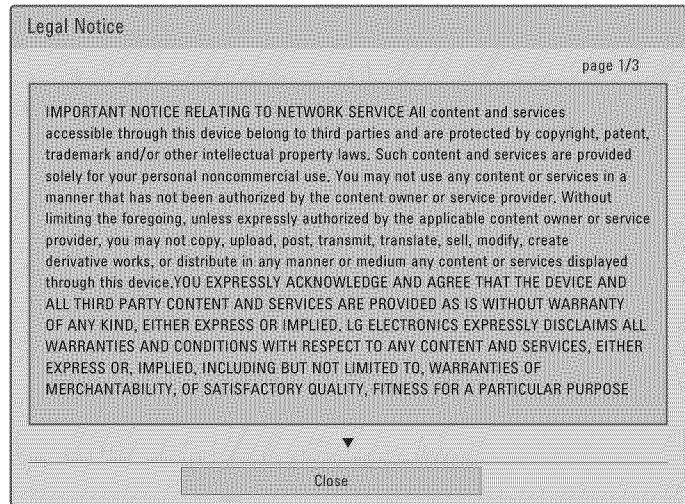 Legal Notice
page 1/3
IMPORTANT NOTICE RELATING TO NETWORK SERVICE All content and services
accessible through this device belong to third parties and are protected by copyright, patent,
trademark and/or other intellectual property laws. Such content and services are provided
solely for your personal noncommercial use. You may not use any content or services in a
manner that has not been authorized by the content owner or service provider. Without
limiting the foregoing, unless expressly authorized by the applicable content owner or service
provider, you may not copy, upload, post, transmit, translate, sell, modify, create
derivative works, or distribute in any manner or medium any content or services displayed
through this device.YOU EXPRESSLY ACKNOWLEDGE AND AGREE THAT THE DEVICE AND
ALL THIRD PARTY CONTENT AND SERVICES ARE PROVIDED AS IS WITHOUT WARRANTY
OF ANY KIND, EITHER EXPRESS OR IMPLIED. LG ELECTRONICS EXPRESSLY DISCLAIMS ALL
WARRANTIES AND CONDITIONS WITH RESPECT TO ANY CONTENT AND SERVICES, EITHER
EXPRESS OR, IMPLIED, INCLUDING BUT NOT LIMITED TO, WARRANTIES OF
MERCHANTABILITY, OF SATISFACTORY QUALITY, FITNESS FOR A PARTICULAR PURPOSE
Close